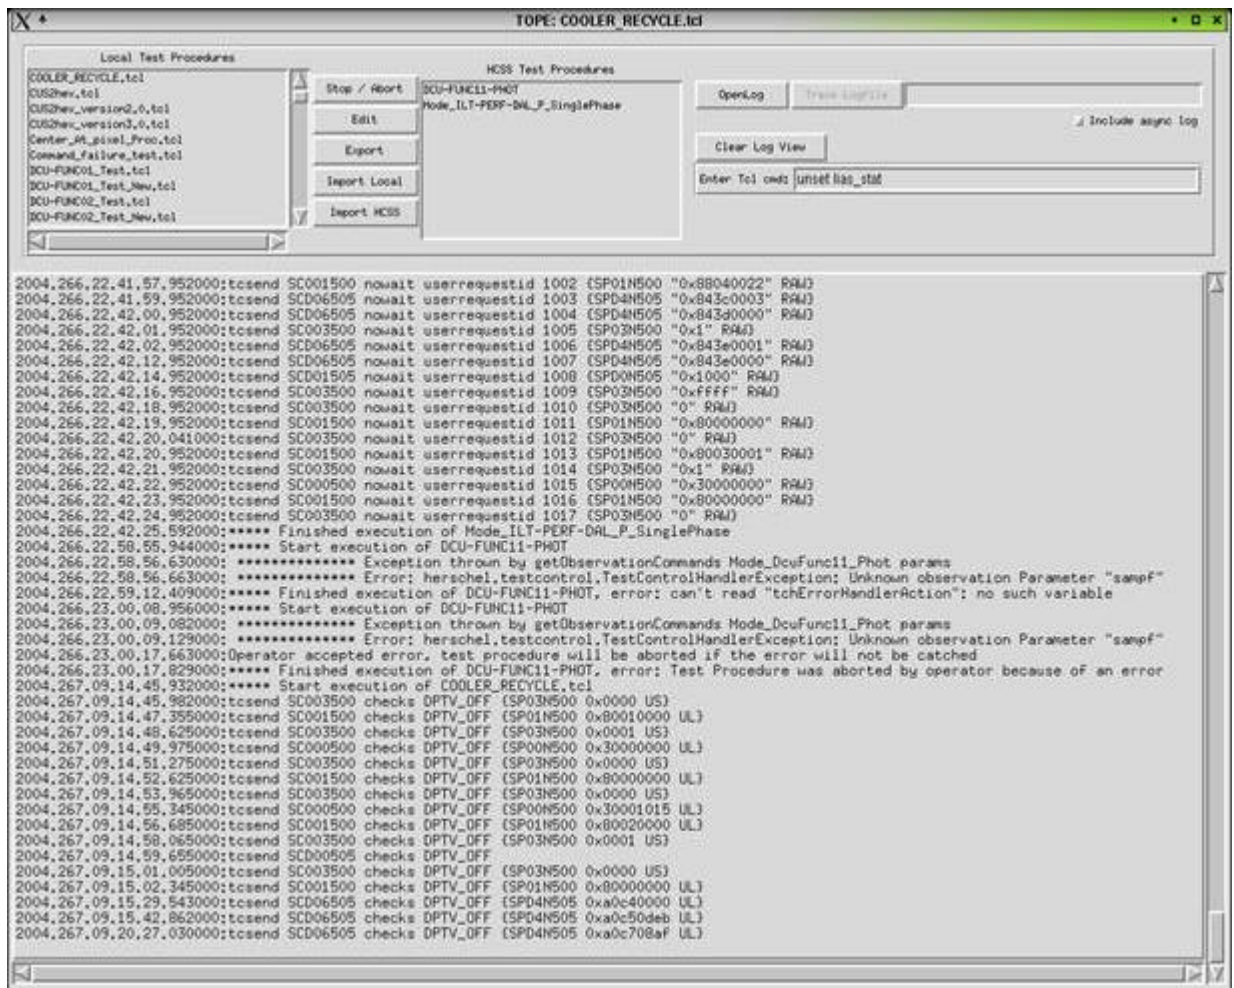 TOPE: COOLER_RECYCLE.tcl
Local Test Procedures
COOLER_RECYCLE.tcl
CUS2hex.tcl
CUS2hex_version2.0.tcl
CUS2hex_version3.0.tcl
Center_At_pixel_Proc.tcl
Command_failure_test.tcl
DCU-FUNC01_Test.tcl
DCU-FUNC01_Test_New.tcl
DCU-FUNC02_Test.tcl
DCU-FUNC02_Test_New.tcl
Stop / Abort
Edit
Export
Import Local
Import HCSS
HCSS Test Procedures
DCU-FUNC11-PHOT
Mode_ILT-PERF-DAL_P_SinglePhase
OpenLog
Trace Logfile
Include async log
Clear Log View
Enter Tcl cmd: unset lias_stat
2004.266.22.41.57.952000:tcsend SC001500 nowait userrequestid 1002 {SP01N500 "0x88040022" RAW}
2004.266.22.41.59.952000:tcsend SCD06505 nowait userrequestid 1003 {SPD4N505 "0x843c0003" RAW}
2004.266.22.42.00.952000:tcsend SCD06505 nowait userrequestid 1004 {SPD4N505 "0x843d0000" RAW}
2004.266.22.42.01.952000:tcsend SC003500 nowait userrequestid 1005 {SP03N500 "0x1" RAW}
2004.266.22.42.02.952000:tcsend SCD06505 nowait userrequestid 1006 {SPD4N505 "0x843e0001" RAW}
2004.266.22.42.12.952000:tcsend SCD06505 nowait userrequestid 1007 {SPD4N505 "0x843e0000" RAW}
2004.266.22.42.14.952000:tcsend SCD01505 nowait userrequestid 1008 {SPD0N505 "0x1000" RAW}
2004.266.22.42.16.952000:tcsend SC003500 nowait userrequestid 1009 {SP03N500 "0xffff" RAW}
2004.266.22.42.18.952000:tcsend SC003500 nowait userrequestid 1010 {SP03N500 "0" RAW}
2004.266.22.42.19.952000:tcsend SC001500 nowait userrequestid 1011 {SP01N500 "0x80000000" RAW}
2004.266.22.42.20.041000:tcsend SC003500 nowait userrequestid 1012 {SP03N500 "0" RAW}
2004.266.22.42.20.952000:tcsend SC001500 nowait userrequestid 1013 {SP01N500 "0x80030001" RAW}
2004.266.22.42.21.952000:tcsend SC003500 nowait userrequestid 1014 {SP03N500 "0x1" RAW}
2004.266.22.42.22.952000:tcsend SC000500 nowait userrequestid 1015 {SP00N500 "0x30000000" RAW}
2004.266.22.42.23.952000:tcsend SC001500 nowait userrequestid 1016 {SP01N500 "0x80000000" RAW}
2004.266.22.42.24.952000:tcsend SC003500 nowait userrequestid 1017 {SP03N500 "0" RAW}
2004.266.22.42.25.592000:***** Finished execution of Mode_ILT-PERF-DAL_P_SinglePhase
2004.266.22.58.55.944000:***** Start execution of DCU-FUNC11-PHOT
2004.266.22.58.56.630000: ************** Exception thrown by getObservationCommands Mode_DcuFunc11_Phot params
2004.266.22.58.56.663000: ************** Error: herschel.testcontrol.TestControlHandlerException: Unknown observation Parameter "sampf"
2004.266.22.59.12.409000:***** Finished execution of DCU-FUNC11-PHOT, error: can't read "tchErrorHandlerAction": no such variable
2004.266.23.00.08.956000:***** Start execution of DCU-FUNC11-PHOT
2004.266.23.00.09.082000: ************** Exception thrown by getObservationCommands Mode_DcuFunc11_Phot params
2004.266.23.00.09.129000: ************** Error: herschel.testcontrol.TestControlHandlerException: Unknown observation Parameter "sampf"
2004.266.23.00.17.663000:Operator accepted error, test procedure will be aborted if the error will not be catched
2004.266.23.00.17.829000:***** Finished execution of DCU-FUNC11-PHOT, error: Test Procedure was aborted by operator because of an error
2004.267.09.14.45.932000:***** Start execution of COOLER_RECYCLE.tcl
2004.267.09.14.45.982000:tcsend SC003500 checks DPTV_OFF {SP03N500 0x0000 US}
2004.267.09.14.47.355000:tcsend SC001500 checks DPTV_OFF {SP01N500 0x80010000 UL}
2004.267.09.14.48.625000:tcsend SC003500 checks DPTV_OFF {SP03N500 0x0001 US}
2004.267.09.14.49.975000:tcsend SC000500 checks DPTV_OFF {SP00N500 0x30000000 UL}
2004.267.09.14.51.275000:tcsend SC003500 checks DPTV_OFF {SP03N500 0x0000 US}
2004.267.09.14.52.625000:tcsend SC001500 checks DPTV_OFF {SP01N500 0x80000000 UL}
2004.267.09.14.53.965000:tcsend SC003500 checks DPTV_OFF {SP03N500 0x0000 US}
2004.267.09.14.55.345000:tcsend SC000500 checks DPTV_OFF {SP00N500 0x30001015 UL}
2004.267.09.14.56.685000:tcsend SC001500 checks DPTV_OFF {SP01N500 0x80020000 UL}
2004.267.09.14.58.065000:tcsend SC003500 checks DPTV_OFF {SP03N500 0x0001 US}
2004.267.09.14.59.655000:tcsend SCD00505 checks DPTV_OFF
2004.267.09.15.01.005000:tcsend SC003500 checks DPTV_OFF {SP03N500 0x0000 US}
2004.267.09.15.02.345000:tcsend SC001500 checks DPTV_OFF {SP01N500 0x80000000 UL}
2004.267.09.15.29.543000:tcsend SCD06505 checks DPTV_OFF {SPD4N505 0xa0c40000 UL}
2004.267.09.15.42.862000:tcsend SCD06505 checks DPTV_OFF {SPD4N505 0xa0c50deb UL}
2004.267.09.20.27.030000:tcsend SCD06505 checks DPTV_OFF {SPD4N505 0xa0c708af UL}